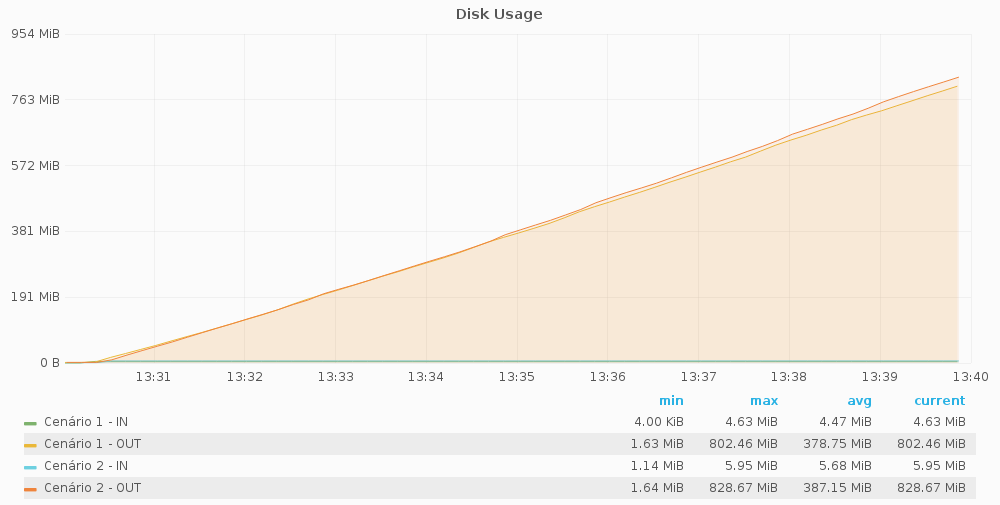 Disk Usage
954 MiB
763 MiB
572 MiB
381 MiB
191 MiB
0 B
13:31 13:32 13:33 13:34 13:35 13:36 13:37 13:38 13:39 13:40
min max avg current
Cenário 1 - IN 4.00 KiB 4.63 MiB 4.47 MiB 4.63 MiB
Cenário 1 - OUT 1.63 MiB 802.46 MiB 378.75 MiB 802.46 MiB
Cenário 2 - IN 1.14 MiB 5.95 MiB 5.68 MiB 5.95 MiB
Cenário 2 - OUT 1.64 MiB 828.67 MiB 387.15 MiB 828.67 MiB